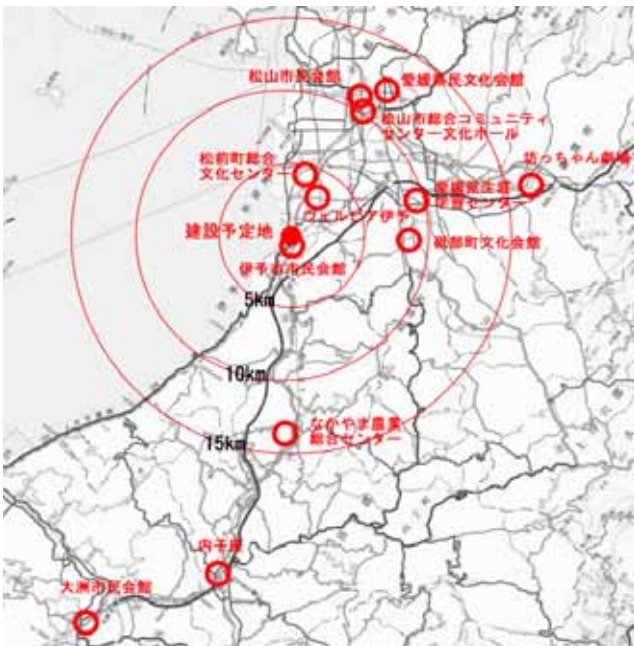 松山市民会館
愛媛県民文化会館
松山市総合コミュニティ
センター文化ホール
坊っちゃん劇場
松前町総合
文化センター
愛媛県生涯
学習センター
ウェルピア伊予
建設予定地
砥部町文化会館
伊予市市民会館
5km
10km
なかやま農業
総合センター
15km
内子座
大洲市民会館